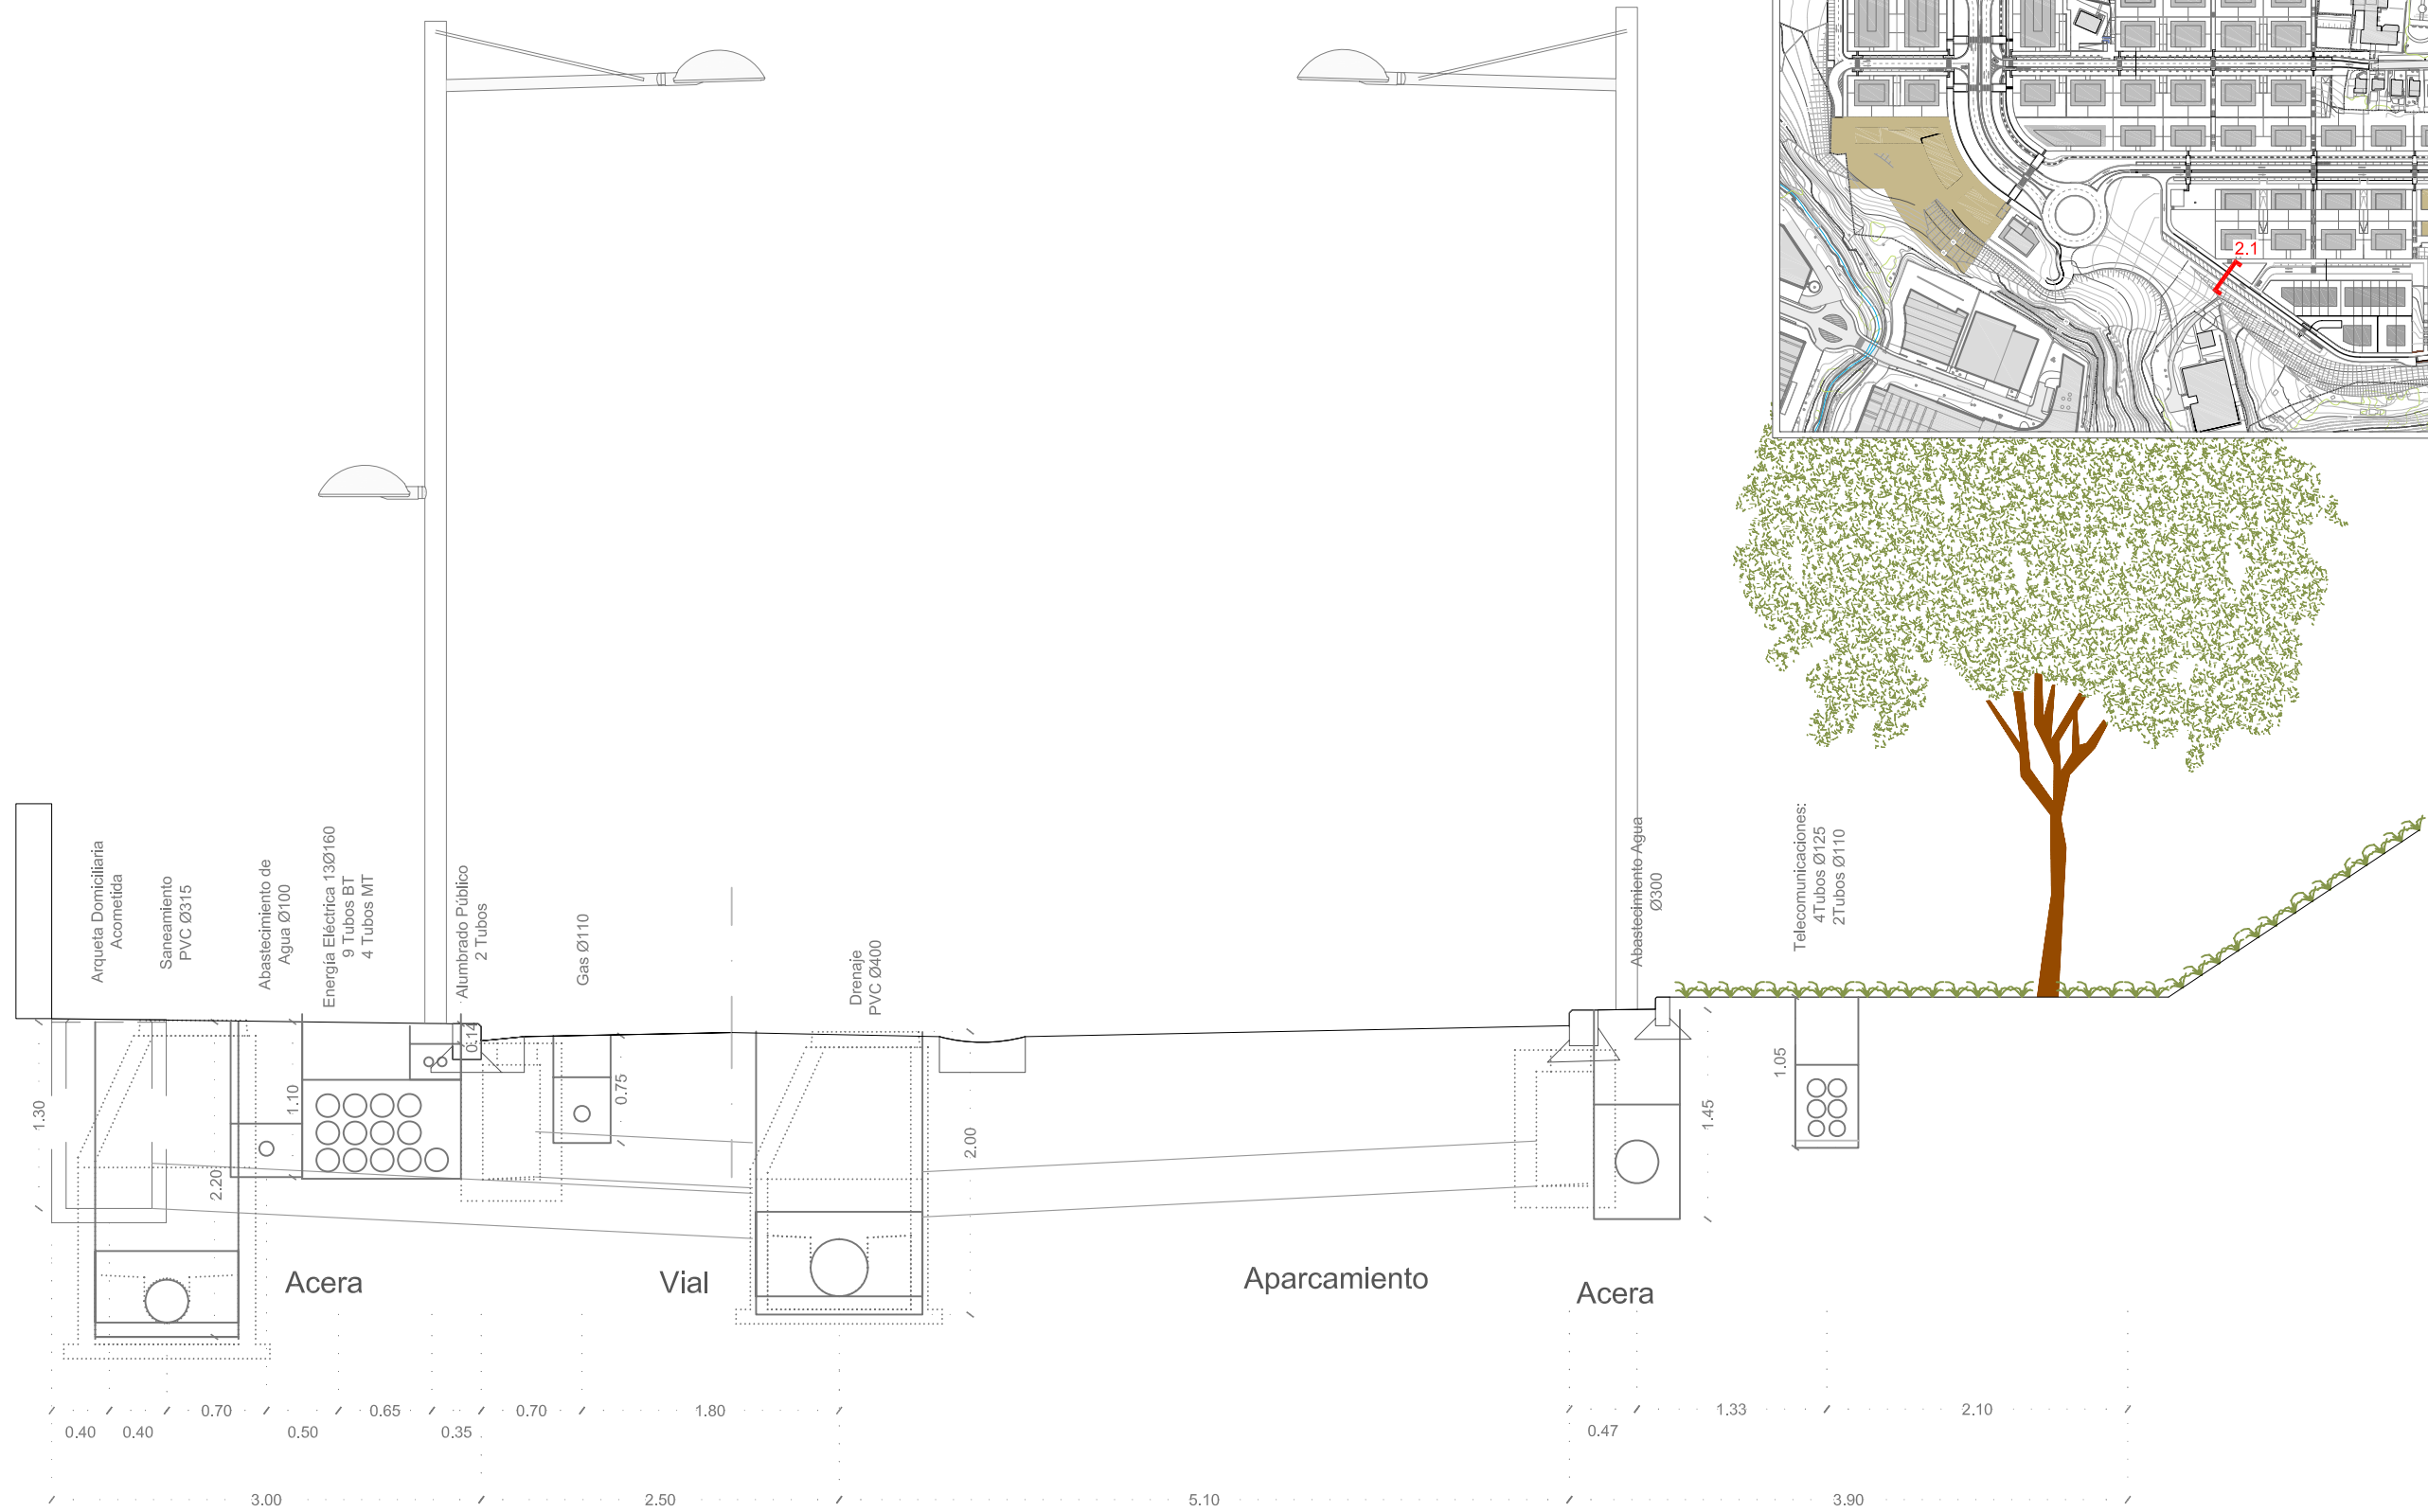 2.1
Arqueta Domiciliaria
Acometida
Saneamiento
PVC Ø315
Abastecimiento de
Agua Ø100
Energía Eléctrica 13Ø160
9 Tubos BT
4 Tubos MT
Alumbrado Público
2 Tubos
Gas Ø110
Drenaje
PVC Ø400
Abastecimiento Agua
Ø300
Telecomunicaciones:
4Tubos Ø125
2Tubos Ø110
1.30
2.20
1.10
0.14
0.75
2.00
1.45
1.05
Acera
Vial
Aparcamiento
Acera
0.70
0.65
0.70
1.80
1.33
2.10
0.40
0.40
0.50
0.35
0.47
3.00
2.50
5.10
3.90